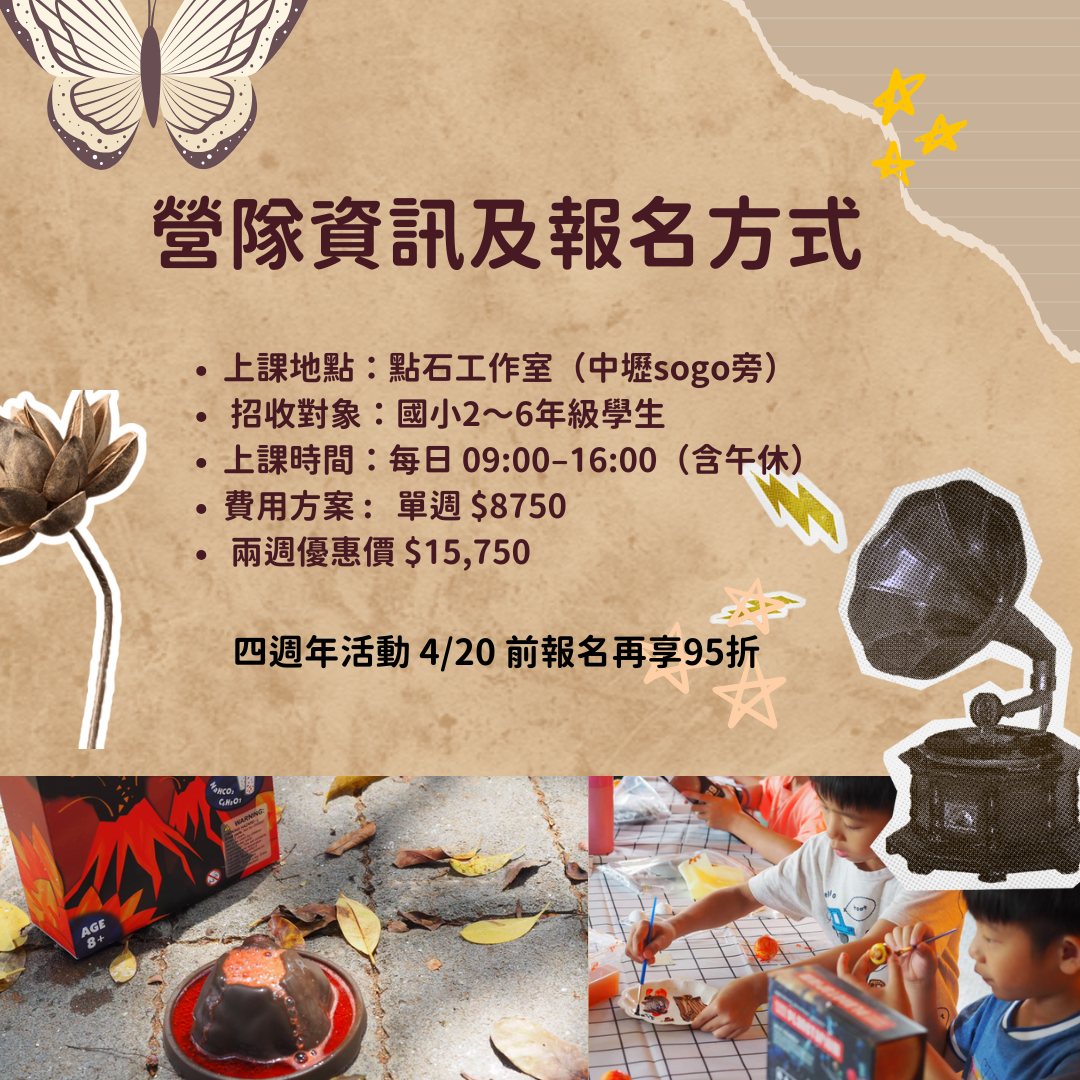 營隊資訊及報名方式
上課地點：點石工作室（中壢sogo旁）
招收對象：國小2～6年級學生
上課時間：每日 09:00–16:00（含午休）
費用方案： 單週 $8750
兩週優惠價 $15,750
四週年活動 4/20 前報名再享95折
NaHCO3
C6H8O7
WARNING:
AGE
8+